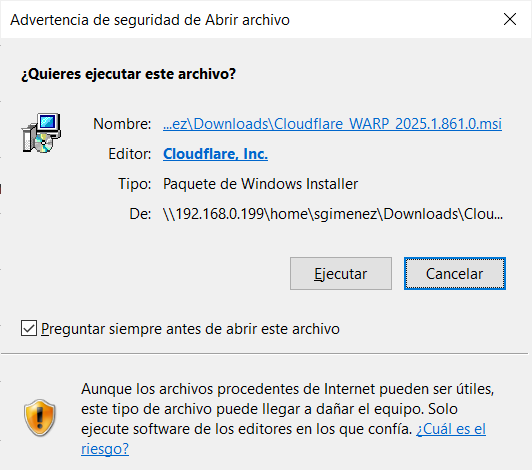 Advertencia de seguridad de Abrir archivo
¿Quieres ejecutar este archivo?
Nombre: ...ez\Downloads\Cloudflare_WARP_2025.1.861.0.msi
Editor: Cloudflare, Inc.
Tipo: Paquete de Windows Installer
De: \\192.168.0.199\home\sgimenez\Downloads\Clou...
Ejecutar Cancelar
Preguntar siempre antes de abrir este archivo
Aunque los archivos procedentes de Internet pueden ser útiles,
este tipo de archivo puede llegar a dañar el equipo. Solo
ejecute software de los editores en los que confía. ¿Cuál es el
riesgo?